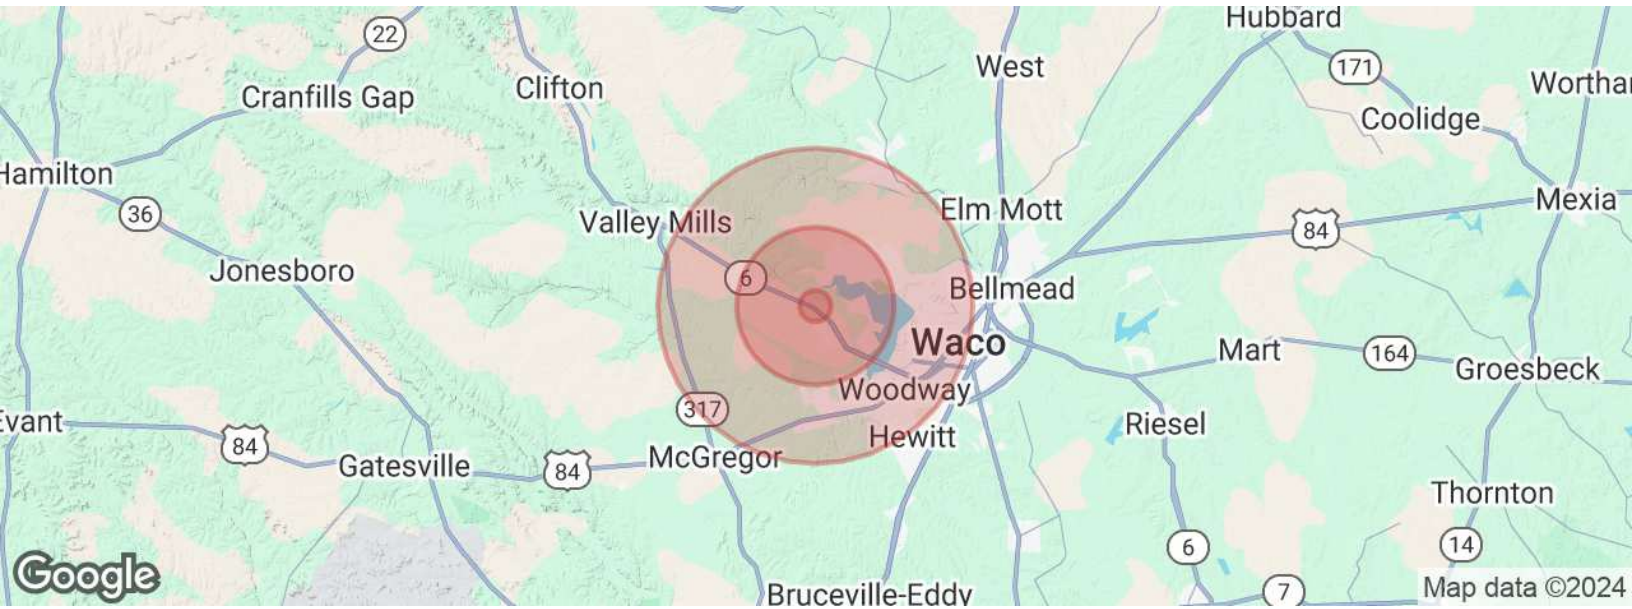 Hubbard
22
West
171
Clifton
Worthar
Cranfills Gap
Coolidge
Hamilton
Mexia
36
Elm Mott
Valley Mills
84
Jonesboro
6
Bellmead
Waco
Mart
164
Groesbeck
Woodway
317
Evant
Riesel
84
Hewitt
McGregor
Gatesville
84
Thornton
6
14
Google
Map data ©2024
7
Bruceville-Eddy